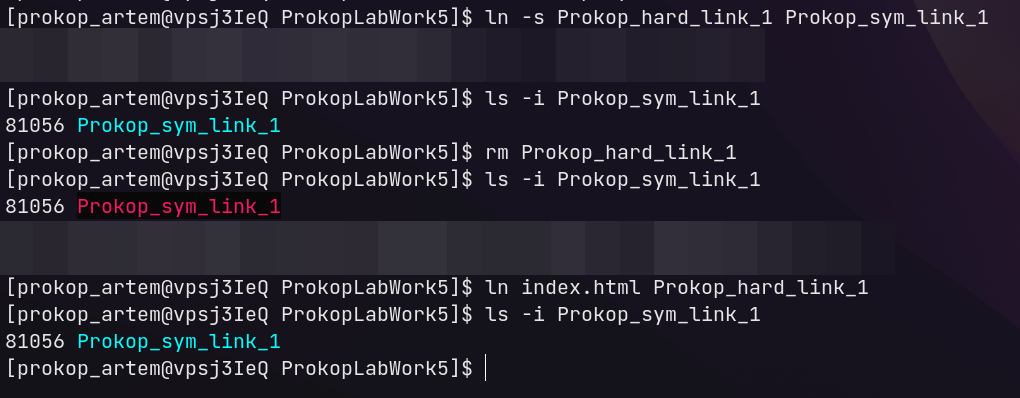 [prokop_artem@vpsj3IeQ ProkopLabWork5]$ ln -s Prokop_hard_link_1 Prokop_sym_link_1
[prokop_artem@vpsj3IeQ ProkopLabWork5]$ ls -i Prokop_sym_link_1
81056 Prokop_sym_link_1
[prokop_artem@vpsj3IeQ ProkopLabWork5]$ rm Prokop_hard_link_1
[prokop_artem@vpsj3IeQ ProkopLabWork5]$ ls -i Prokop_sym_link_1
81056 Prokop_sym_link_1
[prokop_artem@vpsj3IeQ ProkopLabWork5]$ ln index.html Prokop_hard_link_1
[prokop_artem@vpsj3IeQ ProkopLabWork5]$ ls -i Prokop_sym_link_1
81056 Prokop_sym_link_1
[prokop_artem@vpsj3IeQ ProkopLabWork5]$